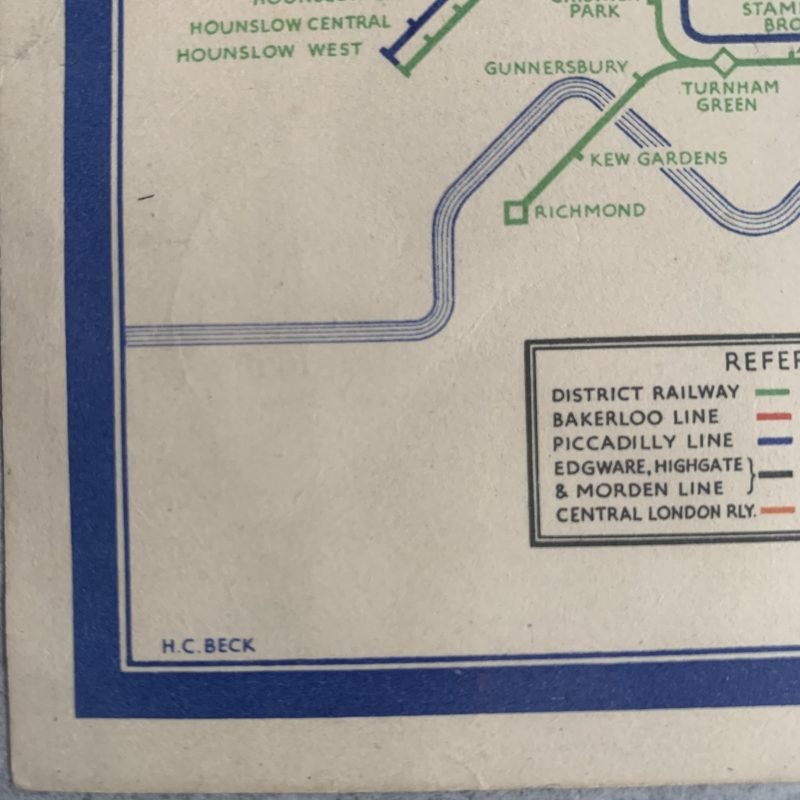 HOUNSLOW CENTRAL
HOUNSLOW WEST
PARK
GUNNERSBURY
TURNHAM
GREEN
KEW GARDENS
RICHMOND
DISTRICT RAILWAY
BAKERLOO LINE
PICCADILLY LINE
EDGWARE, HIGHGATE
& MORDEN LINE
CENTRAL LONDON RLY.
H.C. BECK